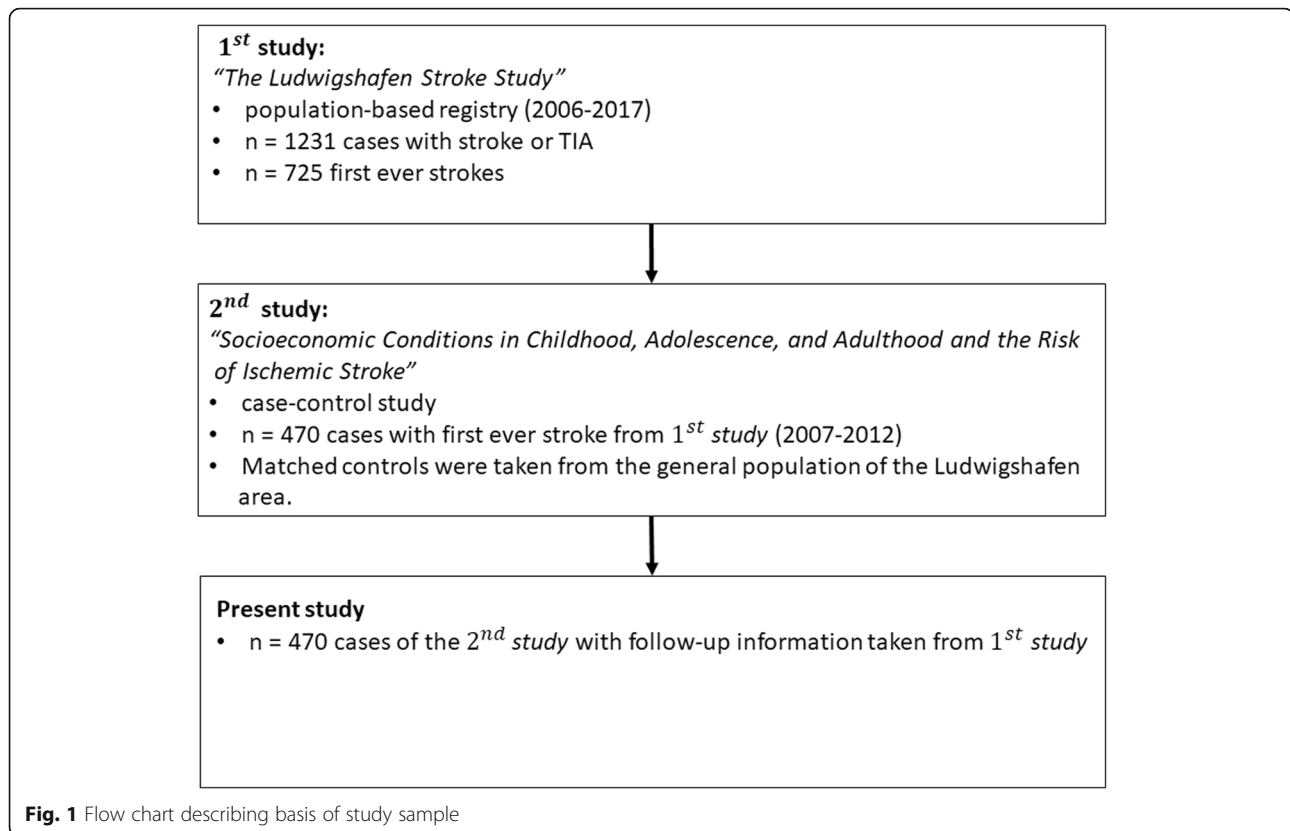 1st study:
“The Ludwigshafen Stroke Study”
• population-based registry (2006-2017)
• n = 1231 cases with stroke or TIA
• n = 725 first ever strokes
2nd study:
“Socioeconomic Conditions in Childhood, Adolescence, and Adulthood and the Risk
of Ischemic Stroke”
• case-control study
• n = 470 cases with first ever stroke from 1st study (2007-2012)
• Matched controls were taken from the general population of the Ludwigshafen
area.
Present study
• n = 470 cases of the 2nd study with follow-up information taken from 1st study
Fig. 1 Flow chart describing basis of study sample